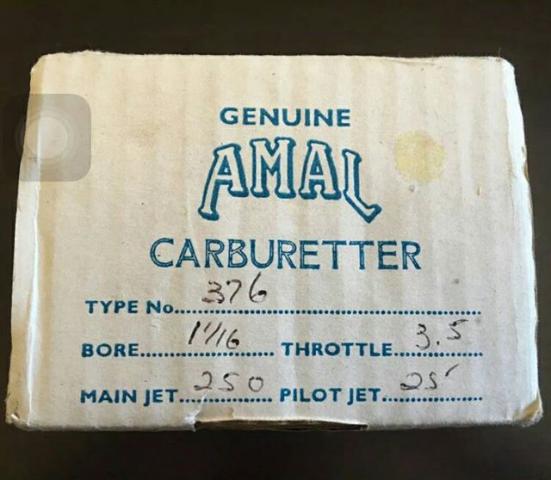 GENUINE
AMAL
CARBURETTER
TYPE No. 376
BORE 1 1/16 THROTTLE 3.5
MAIN JET 250 PILOT JET 25